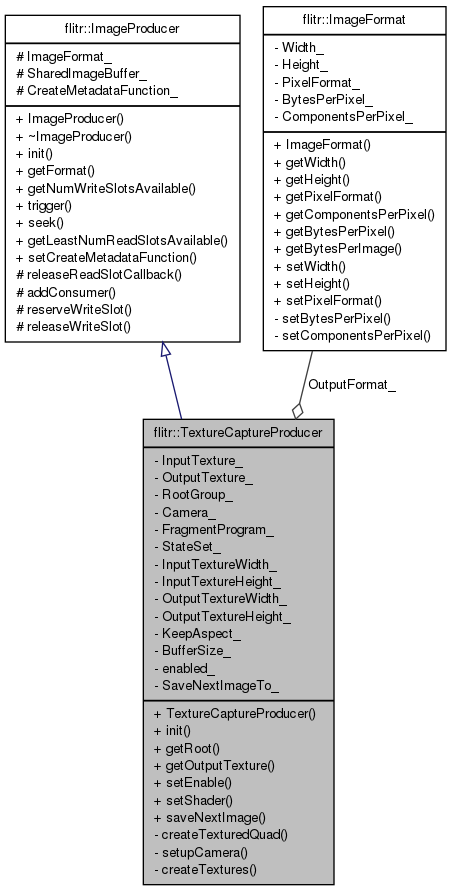 flitr::ImageProducer
# ImageFormat_
# SharedImageBuffer_
# CreateMetadataFunction_
+ ImageProducer()
+ ~ImageProducer()
+ init()
+ getFormat()
+ getNumWriteSlotsAvailable()
+ trigger()
+ seek()
+ getLeastNumReadSlotsAvailable()
+ setCreateMetadataFunction()
# releaseReadSlotCallback()
# addConsumer()
# reserveWriteSlot()
# releaseWriteSlot()
flitr::ImageFormat
- Width_
- Height_
- PixelFormat_
- BytesPerPixel_
- ComponentsPerPixel_
+ ImageFormat()
+ getWidth()
+ getHeight()
+ getPixelFormat()
+ getComponentsPerPixel()
+ getBytesPerPixel()
+ getBytesPerImage()
+ setWidth()
+ setHeight()
+ setPixelFormat()
- setBytesPerPixel()
- setComponentsPerPixel()
OutputFormat_
flitr::TextureCaptureProducer
- InputTexture_
- OutputTexture_
- RootGroup_
- Camera_
- FragmentProgram_
- StateSet_
- InputTextureWidth_
- InputTextureHeight_
- OutputTextureWidth_
- OutputTextureHeight_
- KeepAspect_
- BufferSize_
- enabled_
- SaveNextImageTo_
+ TextureCaptureProducer()
+ init()
+ getRoot()
+ getOutputTexture()
+ setEnable()
+ setShader()
+ saveNextImage()
- createTexturedQuad()
- setupCamera()
- createTextures()